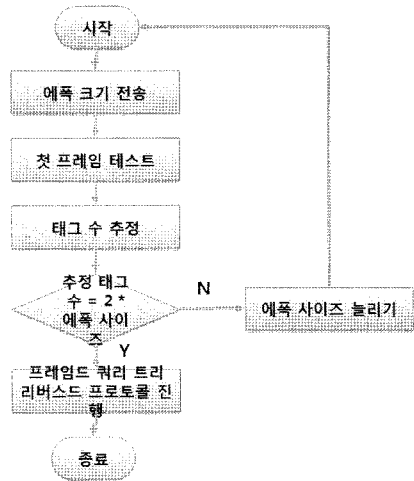 시작
에폭 크기 전송
첫 프레임 테스트
태그 수 추정
추정 태그
수 = 2 *
에폭 사이
즈
N
에폭 사이즈 늘리기
Y
프레임드 쿼리 트리
리버스드 프로토콜 진
행
종료